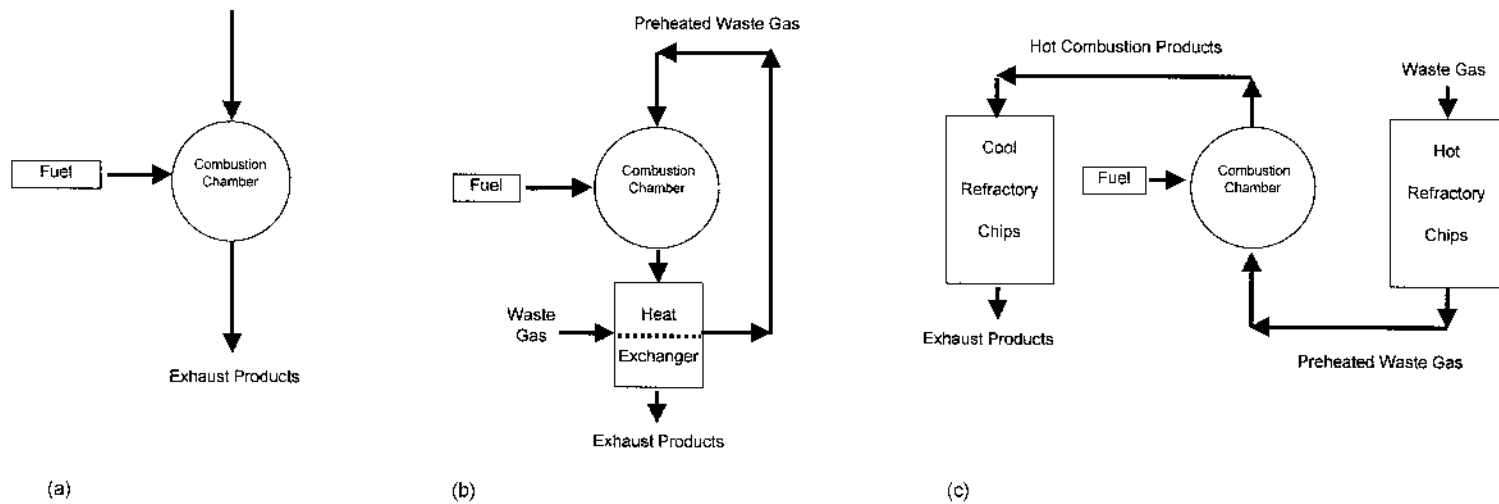 Fuel
Combustion
Chamber
Exhaust Products
(a)
Preheated Waste Gas
Fuel
Combustion
Chamber
Waste
Gas
Heat
Exchanger
Exhaust Products
(b)
Hot Combustion Products
Waste Gas
Cool
Refractory
Chips
Fuel
Combustion
Chamber
Hot
Refractory
Chips
Exhaust Products
Preheated Waste Gas
(c)